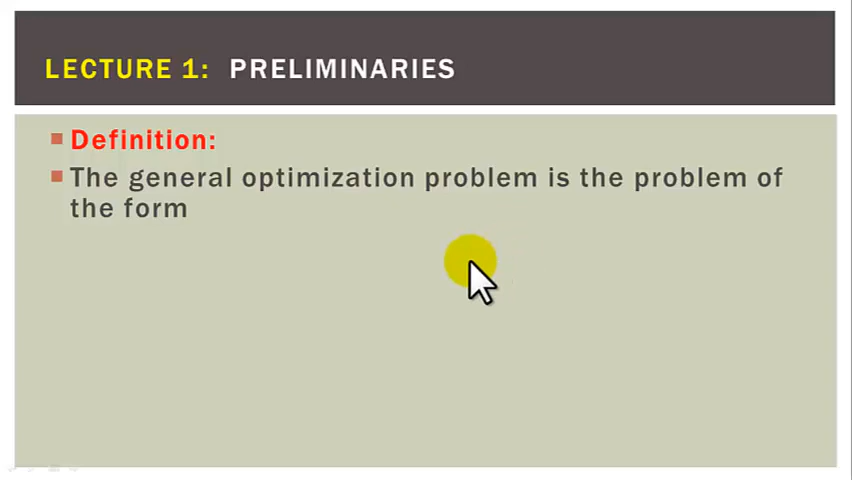 LECTURE 1: PRELIMINARIES
Definition:
The general optimization problem is the problem of
the form